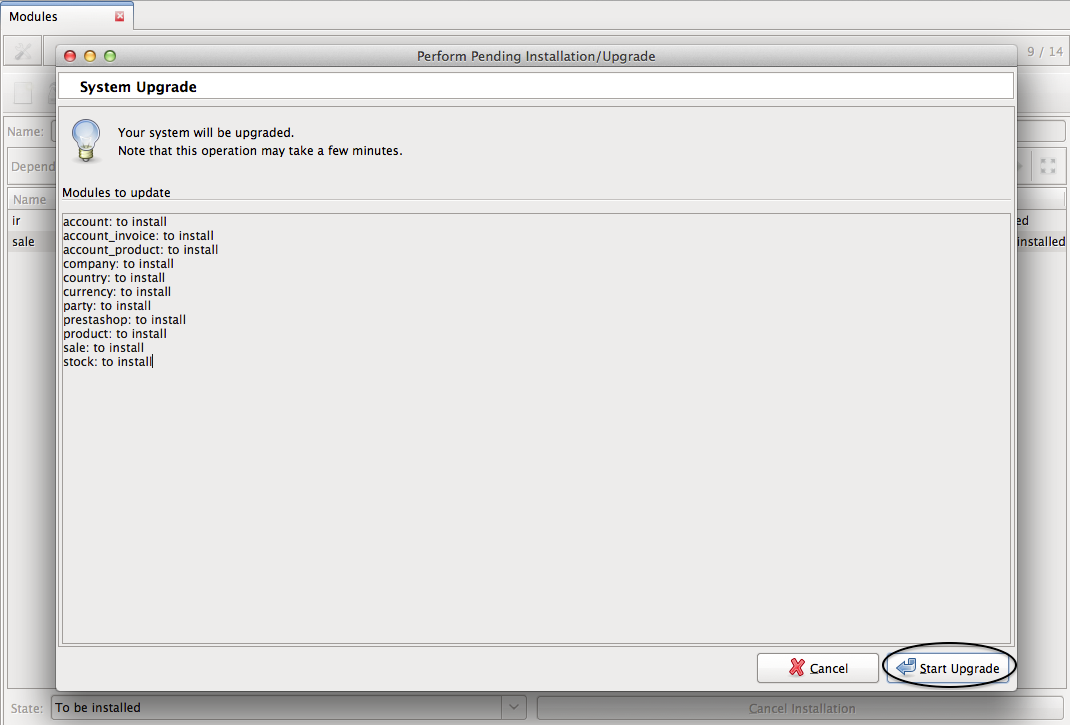 Modules
Perform Pending Installation/Upgrade
9 / 14
System Upgrade
Your system will be upgraded.
Note that this operation may take a few minutes.
Name:
Depend
Modules to update
Name
ir
ed
sale
installed
account: to install
account_invoice: to install
account_product: to install
company: to install
country: to install
currency: to install
party: to install
prestashop: to install
product: to install
sale: to install
stock: to install
Cancel
Start Upgrade
State:
To be installed
Cancel Installation